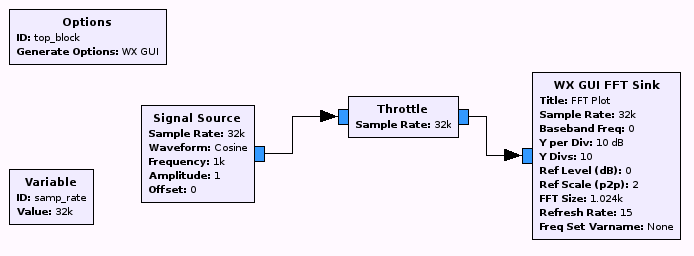 Options
ID: top_block
Generate Options: WX GUI
Signal Source
Sample Rate: 32k
Waveform: Cosine
Frequency: 1k
Amplitude: 1
Offset: 0
Throttle
Sample Rate: 32k
WX GUI FFT Sink
Title: FFT Plot
Sample Rate: 32k
Baseband Freq: 0
Y per Div: 10 dB
Y Divs: 10
Ref Level (dB): 0
Ref Scale (p2p): 2
FFT Size: 1.024k
Refresh Rate: 15
Freq Set Varname: None
Variable
ID: samp_rate
Value: 32k